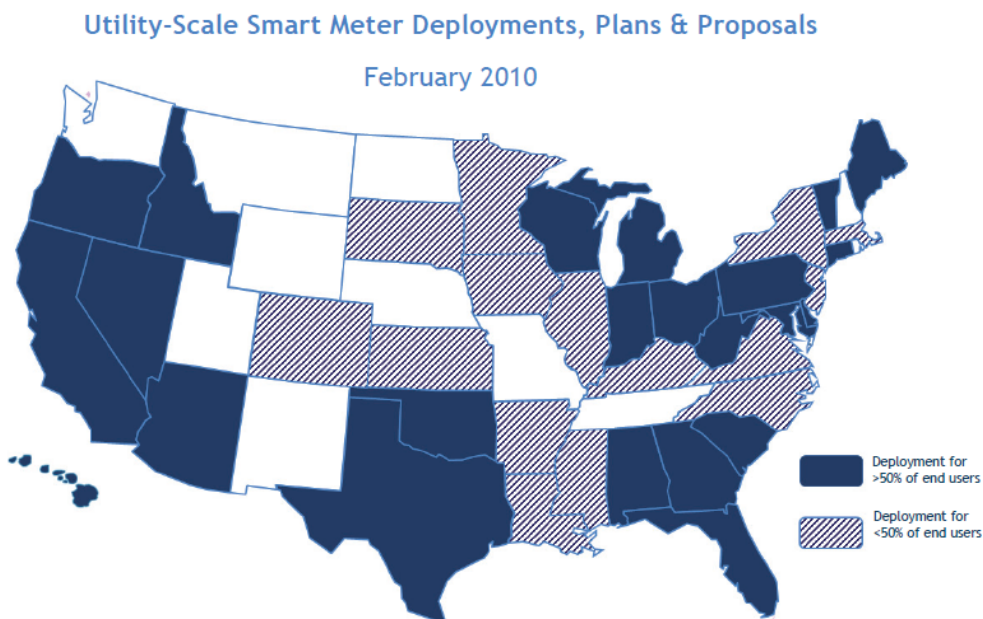 Utility-Scale Smart Meter Deployments, Plans & Proposals
February 2010
Deployment for
>50% of end users
Deployment for
<50% of end users